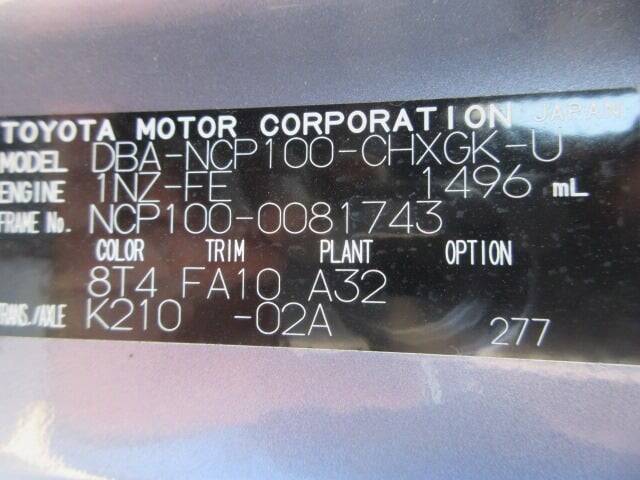 TOYOTA MOTOR CORPORATION JAPAN
MODEL DBA-NCP100-CHXGK-U
ENGINE 1NZ-FE 1496 mL
FRAME No. NCP100-0081743
COLOR TRIM PLANT OPTION
8T4 FA10 A32
TRANS./AXLE K210 -02A
277